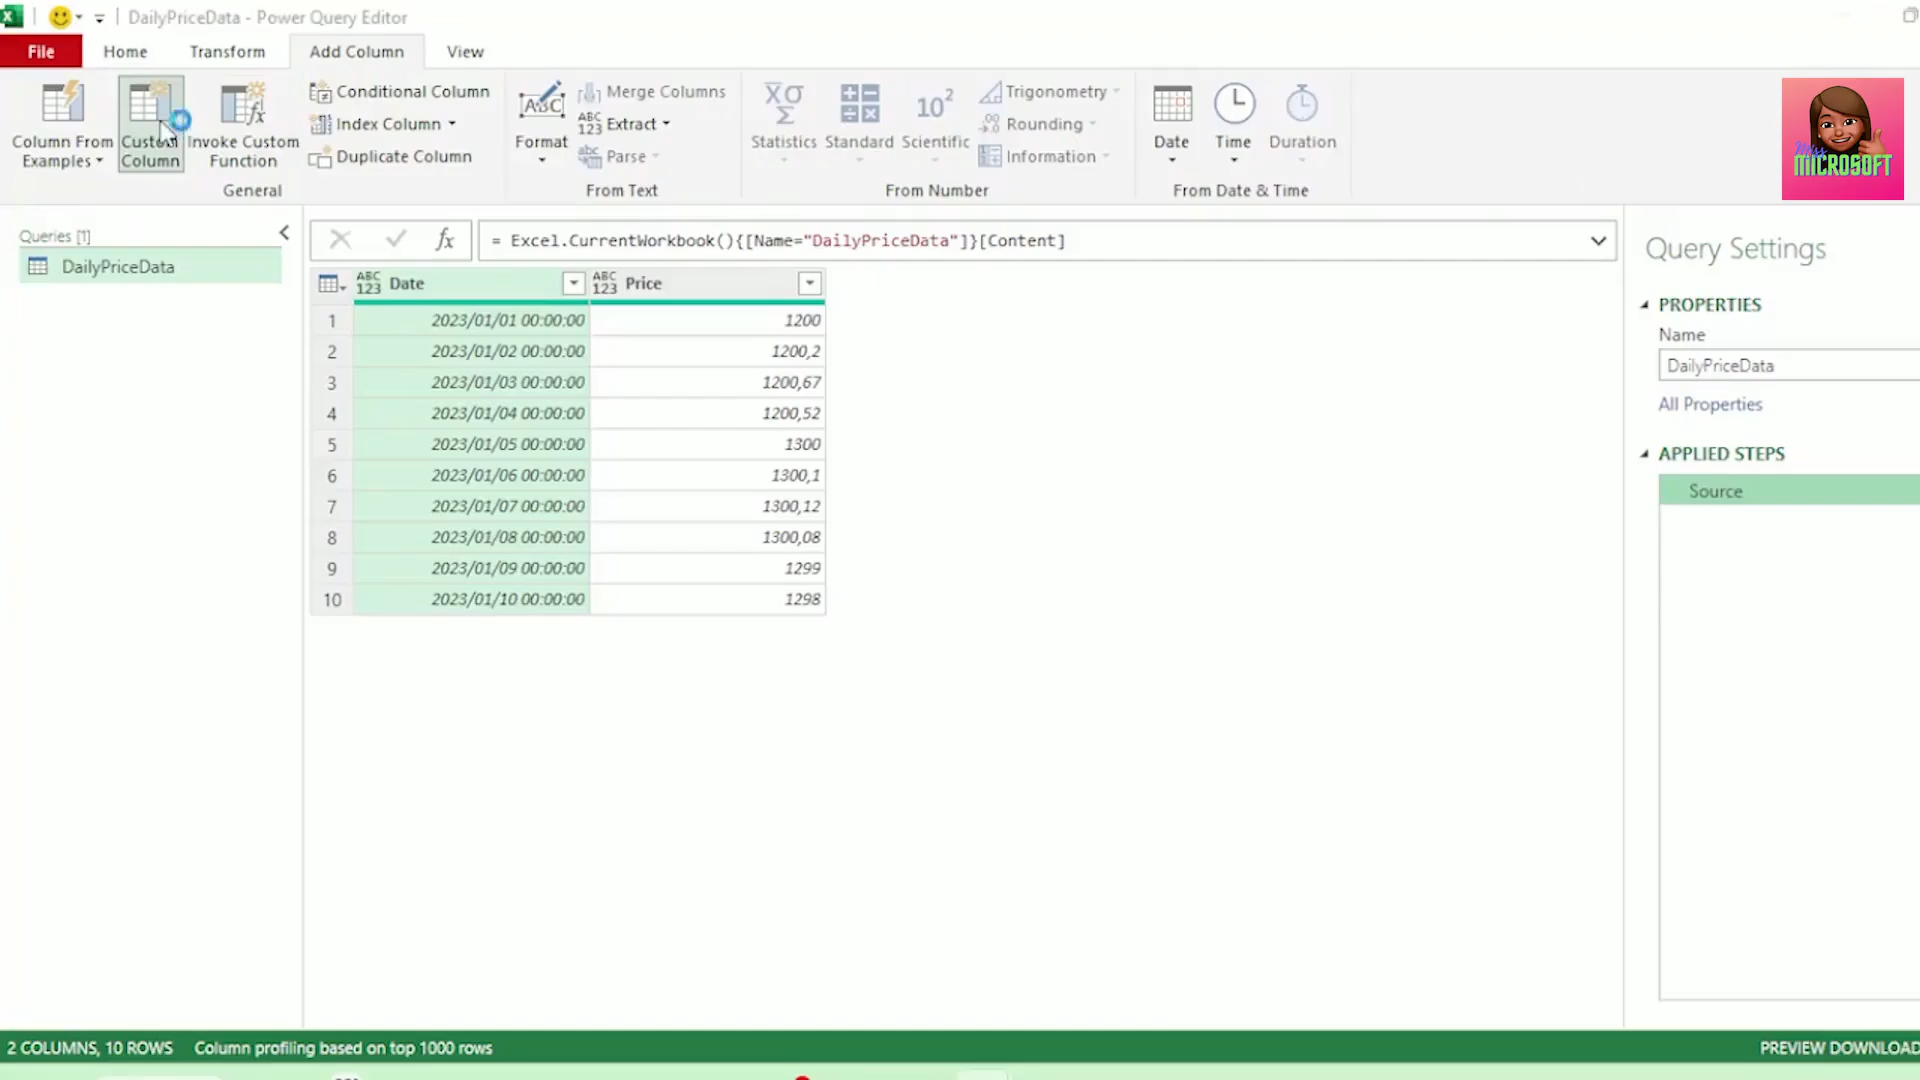 DailyPriceData - Power Query Editor
File Home Transform Add Column View
Column From Examples
Custom Column
Invoke Custom Function
Conditional Column
Index Column
Duplicate Column
General
Format
Merge Columns
Extract
Parse
From Text
Statistics
Standard
Scientific
Trigonometry
Rounding
Information
From Number
Date
Time
Duration
From Date & Time
Miss
MICROSOFT
Queries [1]
DailyPriceData
= Excel.CurrentWorkbook(){[Name="DailyPriceData"]}[Content]
ABC 123 Date ABC 123 Price
1 2023/01/01 00:00:00 1200
2 2023/01/02 00:00:00 1200,2
3 2023/01/03 00:00:00 1200,67
4 2023/01/04 00:00:00 1200,52
5 2023/01/05 00:00:00 1300
6 2023/01/06 00:00:00 1300,1
7 2023/01/07 00:00:00 1300,12
8 2023/01/08 00:00:00 1300,08
9 2023/01/09 00:00:00 1299
10 2023/01/10 00:00:00 1298
Query Settings
PROPERTIES
Name
DailyPriceData
All Properties
APPLIED STEPS
Source
2 COLUMNS, 10 ROWS Column profiling based on top 1000 rows
PREVIEW DOWNLOAD